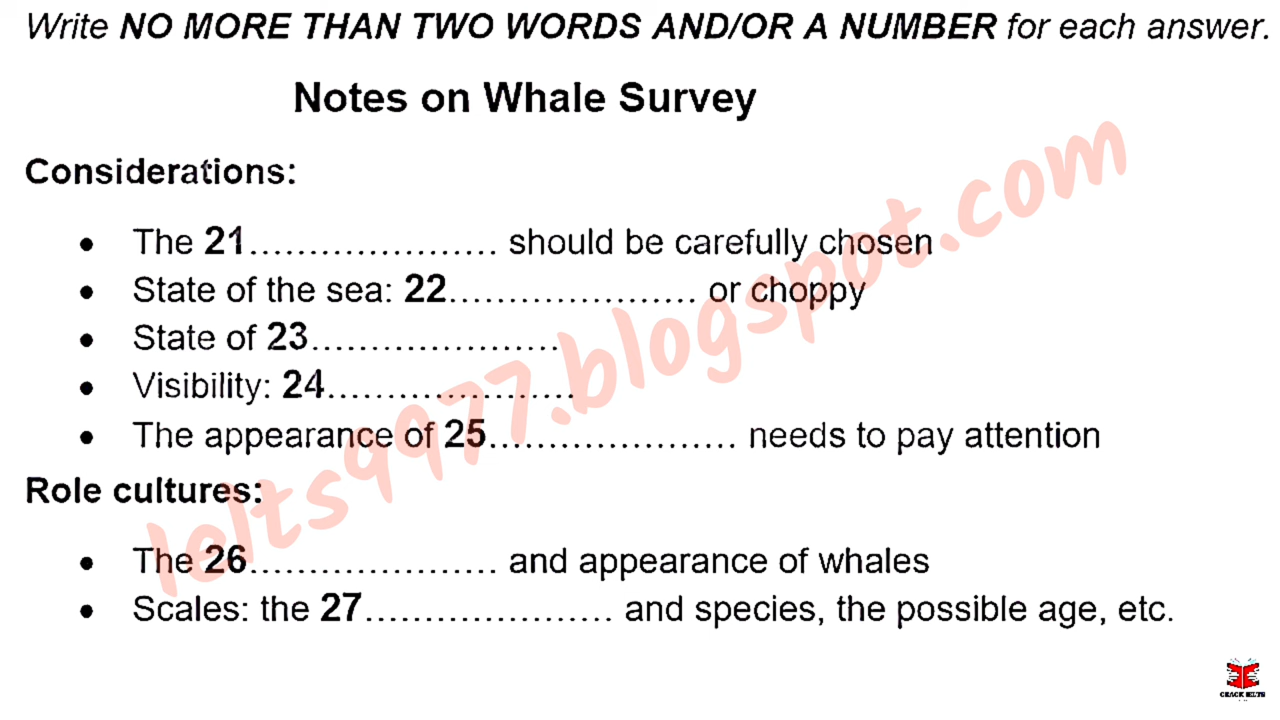 Write NO MORE THAN TWO WORDS AND/OR A NUMBER for each answer.
Notes on Whale Survey
Considerations:
• The 21..................... should be carefully chosen
• State of the sea: 22..................... or choppy
• State of 23.....................
• Visibility: 24.....................
• The appearance of 25..................... needs to pay attention
Role cultures:
• The 26..................... and appearance of whales
• Scales: the 27..................... and species, the possible age, etc.
Ielts9977.blogspot.com
CRACK IELTS